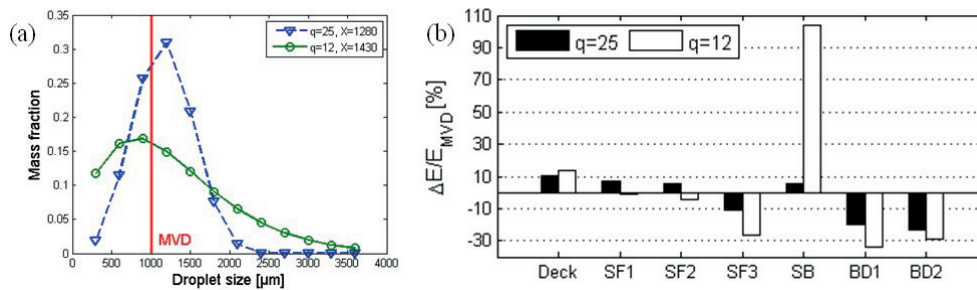 (a)
q=25, X=1280
q=12, X=1430
Mass fraction
0.35
0.3
0.25
0.2
0.15
0.1
0.05
0
MVD
0 500 1000 1500 2000 2500 3000 3500 4000
Droplet size [µm]
(b)
q=25 q=12
ΔE/E_MVD [%]
110
90
70
50
30
10
-10
-30
Deck SF1 SF2 SF3 SB BD1 BD2